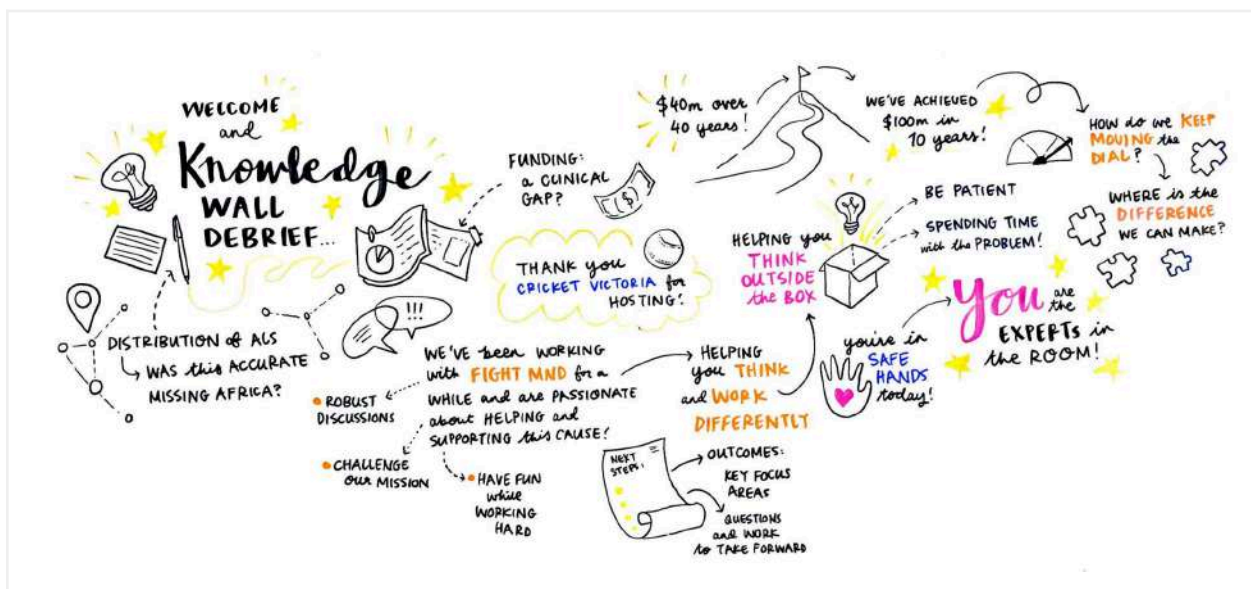 WELCOME
and
Knowledge
WALL
DEBRIEF...
FUNDING:
a CLINICAL
GAP?
($)
THANK you
CRICKET VICTORIA for
HOSTING!
DISTRIBUTION of ALS
WAS this ACCURATE
MISSING AFRICA?
!!!
WE'VE been WORKING
with FIGHT MND for a
WHILE and are PASSIONATE
about HELPING and
SUPPORTING this CAUSE!
ROBUST
DISCUSSIONS
CHALLENGE
our MISSION
HAVE FUN
while
WORKING
HARD
HELPING
you THINK
and WORK
DIFFERENTLY
NEXT
STEPS:
OUTCOMES:
KEY FOCUS
AREAS
QUESTIONS
and WORK
to TAKE FORWARD
$40m over
40 years!
WE'VE ACHIEVED
$100m in
10 years!
HOW do we KEEP
MOVING the
DIAL?
WHERE is the
DIFFERENCE
WE CAN MAKE?
HELPING you
THINK
OUTSIDE
the BOX
BE PATIENT
SPENDING TIME
with the PROBLEM!
you're in
SAFE
HANDS
today!
You are
the
EXPERTS in
the ROOM!